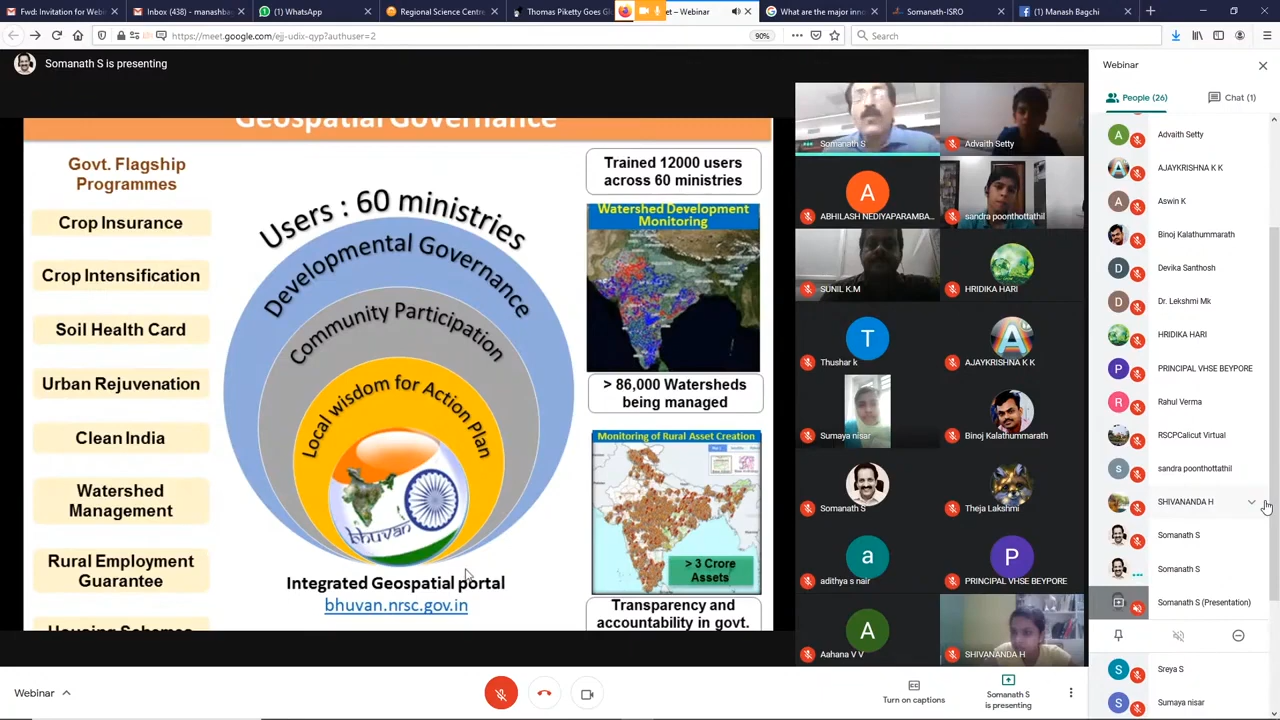 Fwd: Invitation for Webin
Inbox (438) - manashbag
(1) WhatsApp
Regional Science Centre
Thomas Piketty Goes Gl
et – Webinar
What are the major inno
Somanath-ISRO
(1) Manash Bagchi
https://meet.google.com/ejj-udix-qyp?authuser=2
90%
Search
Somanath S is presenting
Geospatial Governance
Govt. Flagship
Programmes
Crop Insurance
Crop Intensification
Soil Health Card
Urban Rejuvenation
Clean India
Watershed
Management
Rural Employment
Guarantee
Housing Schemes
Users : 60 ministries
Developmental Governance
Community Participation
Local wisdom for Action Plan
bhuvan
Integrated Geospatial portal
bhuvan.nrsc.gov.in
Trained 12000 users
across 60 ministries
Watershed Development
Monitoring
> 86,000 Watersheds
being managed
Monitoring of Rural Asset Creation
> 3 Crore
Assets
Transparency and
accountability in govt.
Somanath S
Advaith Setty
A
ABHILASH NEDIYAPARAMBA...
sandra poonthottathil
SUNIL K.M
HRIDIKA HARI
T
Thushar k
A
AJAYKRISHNA K K
Sumaya nisar
Binoj Kalathummarath
Somanath S
Theja Lakshmi
a
adithya s nair
P
PRINCIPAL VHSE BEYPORE
A
Aahana V V
SHIVANANDA H
Webinar
People (26)
Chat (1)
A
Advaith Setty
A
AJAYKRISHNA K K
A
Aswin K
Binoj Kalathummarath
D
Devika Santhosh
D
Dr. Lekshmi Mk
HRIDIKA HARI
P
PRINCIPAL VHSE BEYPORE
R
Rahul Verma
RSCPCalicut Virtual
S
sandra poonthottathil
SHIVANANDA H
Somanath S
Somanath S
Somanath S (Presentation)
S
Sreya S
S
Sumaya nisar
Webinar
Turn on captions
Somanath S
is presenting